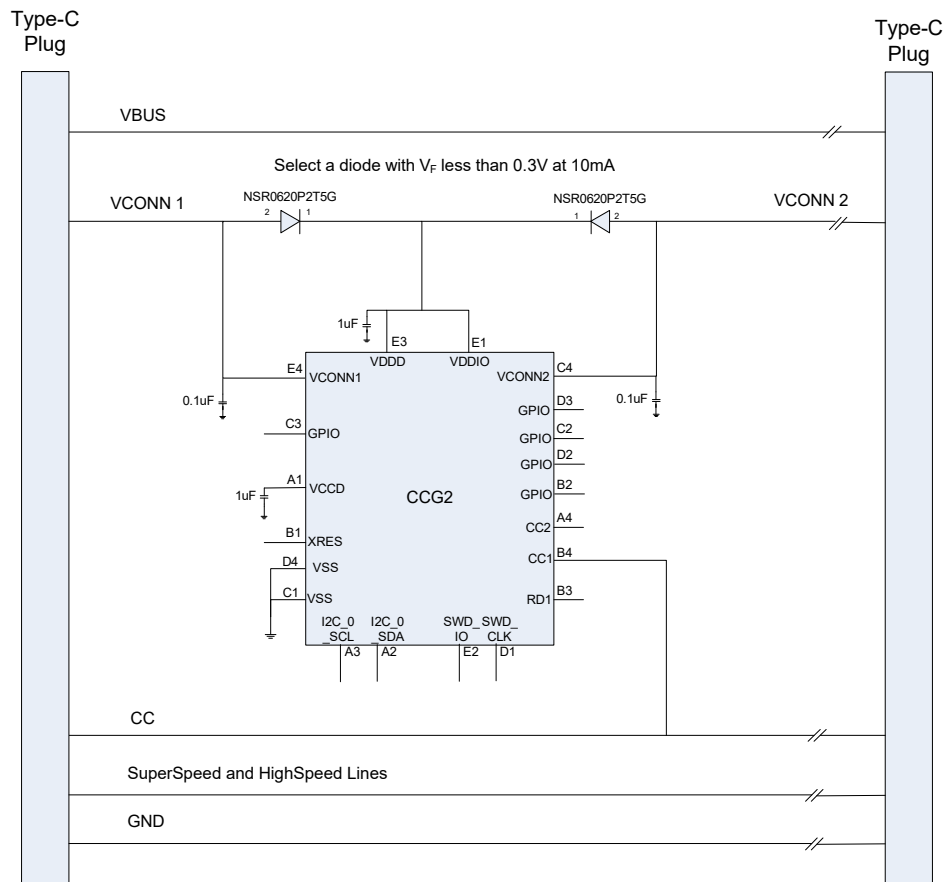 Type-C
Plug
Type-C
Plug
VBUS
Select a diode with VF less than 0.3V at 10mA
NSR0620P2T5G
NSR0620P2T5G
VCONN 1
2
1
1
2
VCONN 2
1uF
E3
E1
VDDD
VDDIO
E4
VCONN1
VCONN2
C4
0.1uF
0.1uF
GPIO
D3
C3
GPIO
GPIO
C2
GPIO
D2
A1
VCCD
1uF
GPIO
B2
CCG2
CC2
A4
B1
XRES
CC1
B4
D4
VSS
C1
VSS
RD1
B3
I2C_0
_SCL
I2C_0
_SDA
SWD_
IO
SWD_
CLK
A3
A2
E2
D1
CC
SuperSpeed and HighSpeed Lines
GND